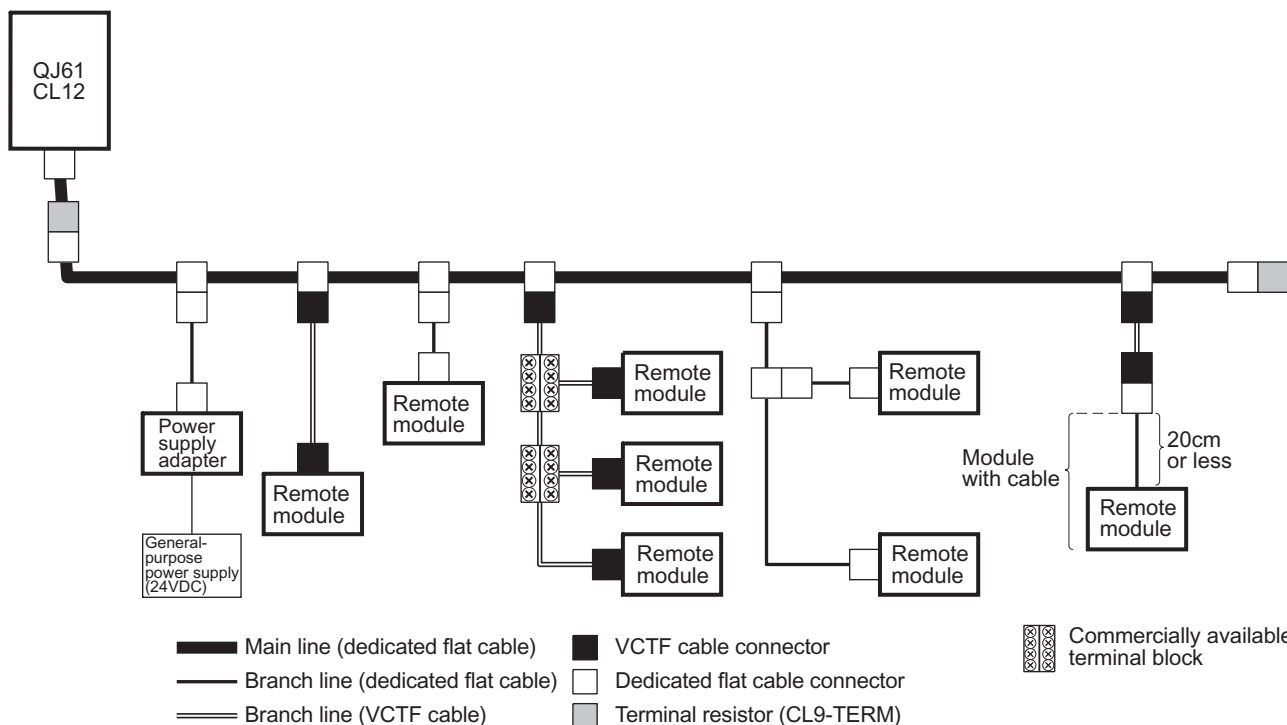 QJ61
CL12
Power
supply
adapter
General-
purpose
power supply
(24VDC)
Remote
module
Remote
module
Remote
module
Remote
module
Remote
module
Remote
module
Remote
module
Module
with cable
20cm
or less
Remote
module
Main line (dedicated flat cable)
Branch line (dedicated flat cable)
Branch line (VCTF cable)
VCTF cable connector
Dedicated flat cable connector
Terminal resistor (CL9-TERM)
Commercially available
terminal block